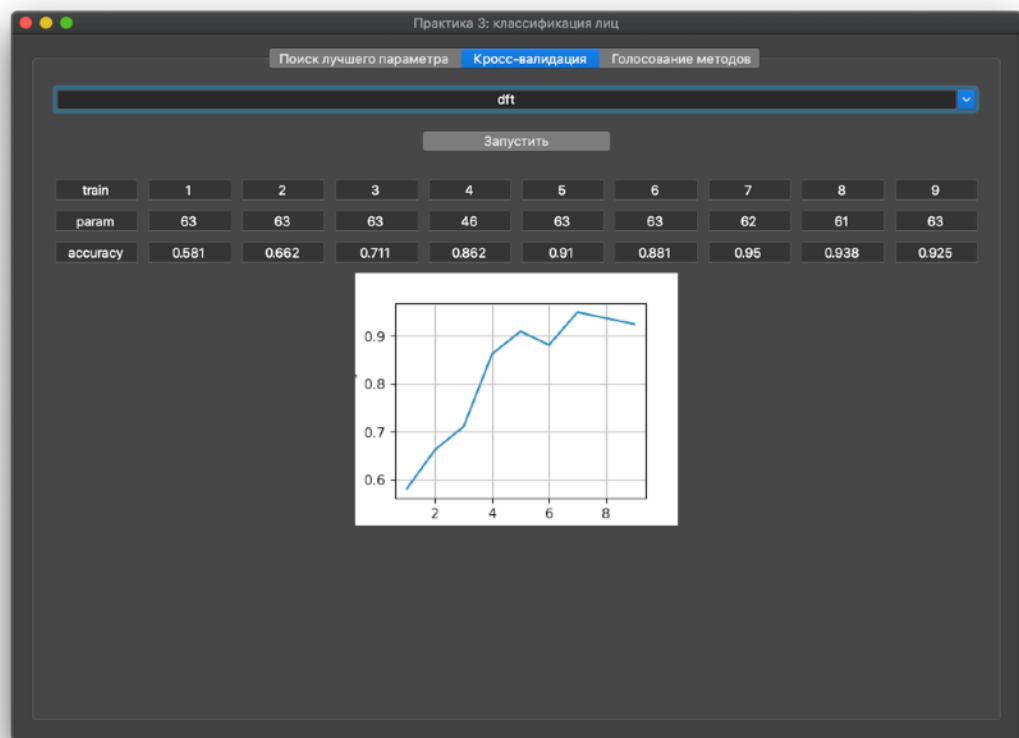 Практика 3: классификация лиц
Поиск лучшего параметра Кросс-валидация Голосование методов
dft
Запустить
train 1 2 3 4 5 6 7 8 9
param 63 63 63 46 63 63 62 61 63
accuracy 0.581 0.662 0.711 0.862 0.91 0.881 0.95 0.938 0.925
0.9
0.8
0.7
0.6
2 4 6 8